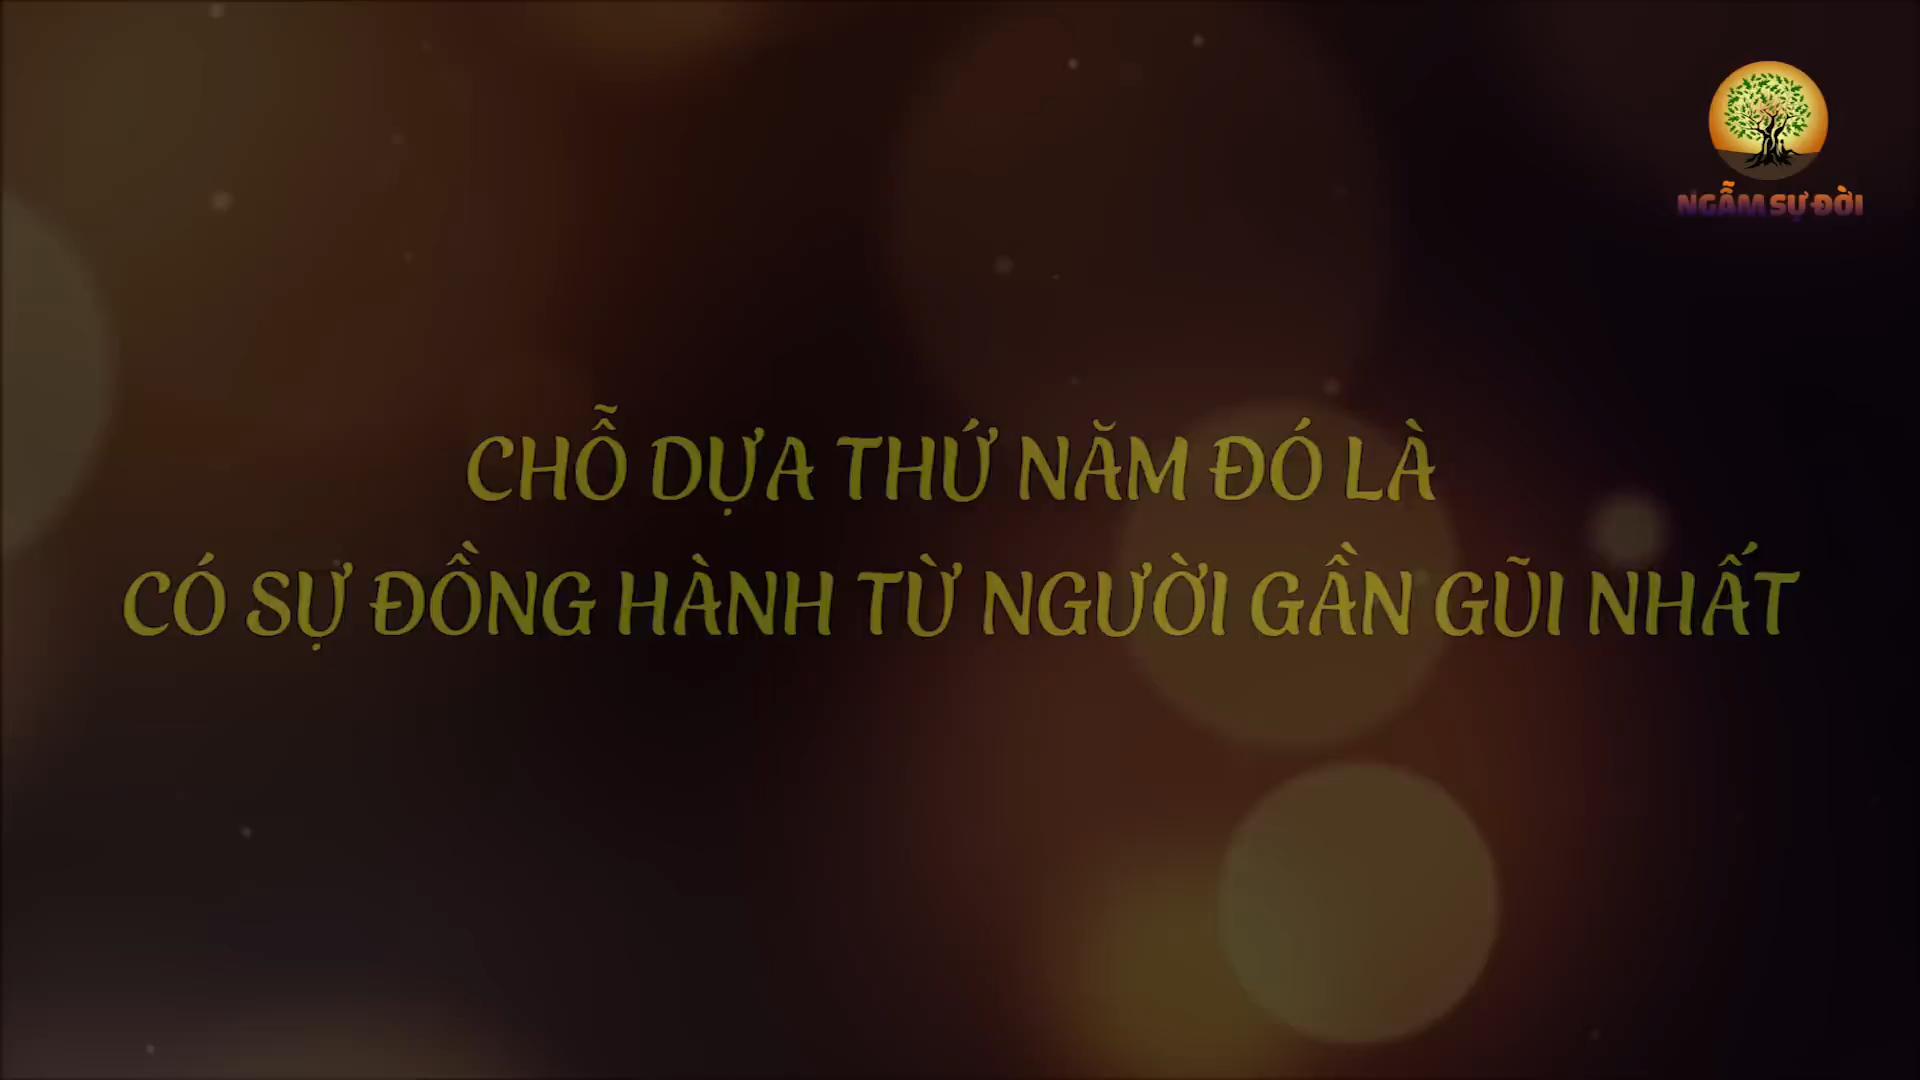 NGẪM SỰ ĐỜI
CHỖ DỰA THỨ NĂM ĐÓ LÀ
CÓ SỰ ĐỒNG HÀNH TỪ NGƯỜI GẦN GŨI NHẤT